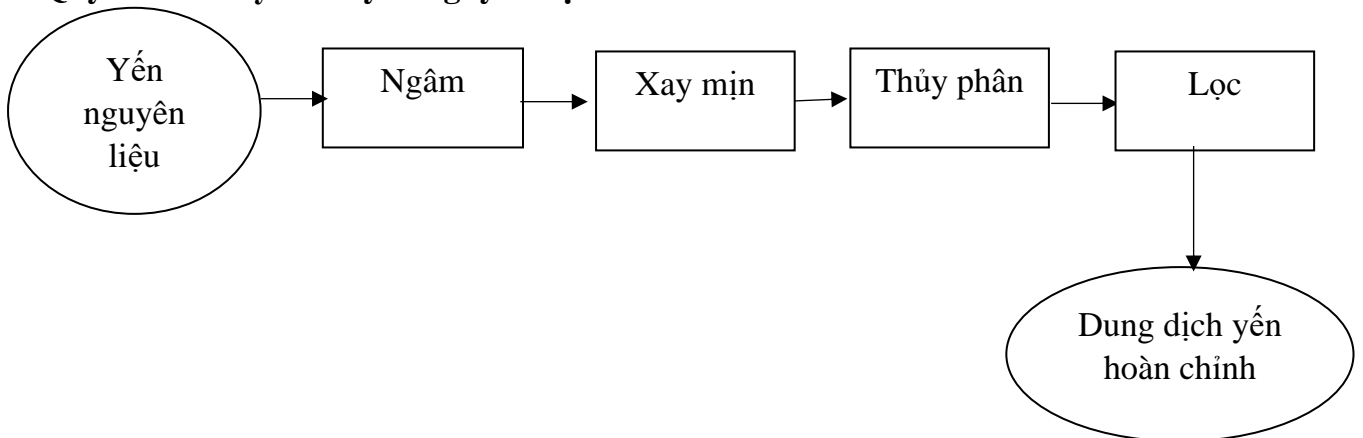 Yến
nguyên
liệu
Ngâm
Xay mịn
Thủy phân
Lọc
Dung dịch yến
hoàn chỉnh